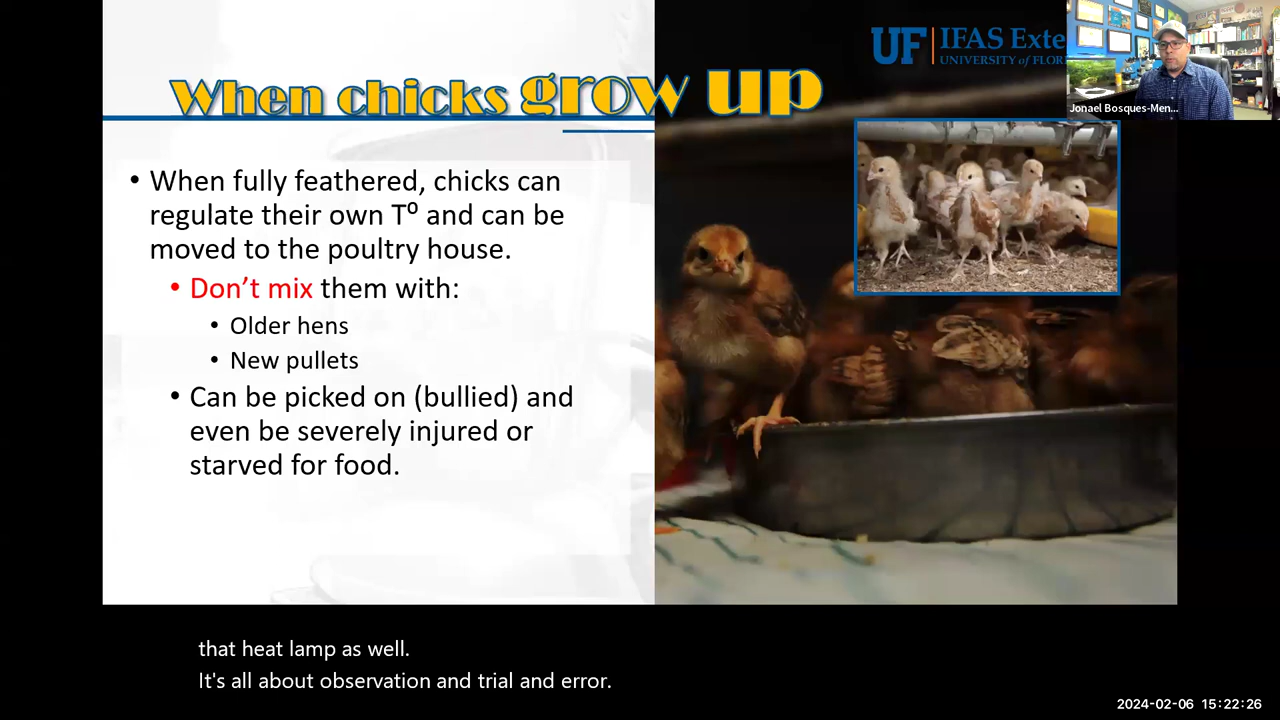 When chicks grow up
UF IFAS Exte
UNIVERSITY of FLOR
Jonael Bosques-Men...
• When fully feathered, chicks can
regulate their own T⁰ and can be
moved to the poultry house.
• Don't mix them with:
• Older hens
• New pullets
• Can be picked on (bullied) and
even be severely injured or
starved for food.
that heat lamp as well.
It's all about observation and trial and error.
2024-02-06 15:22:26